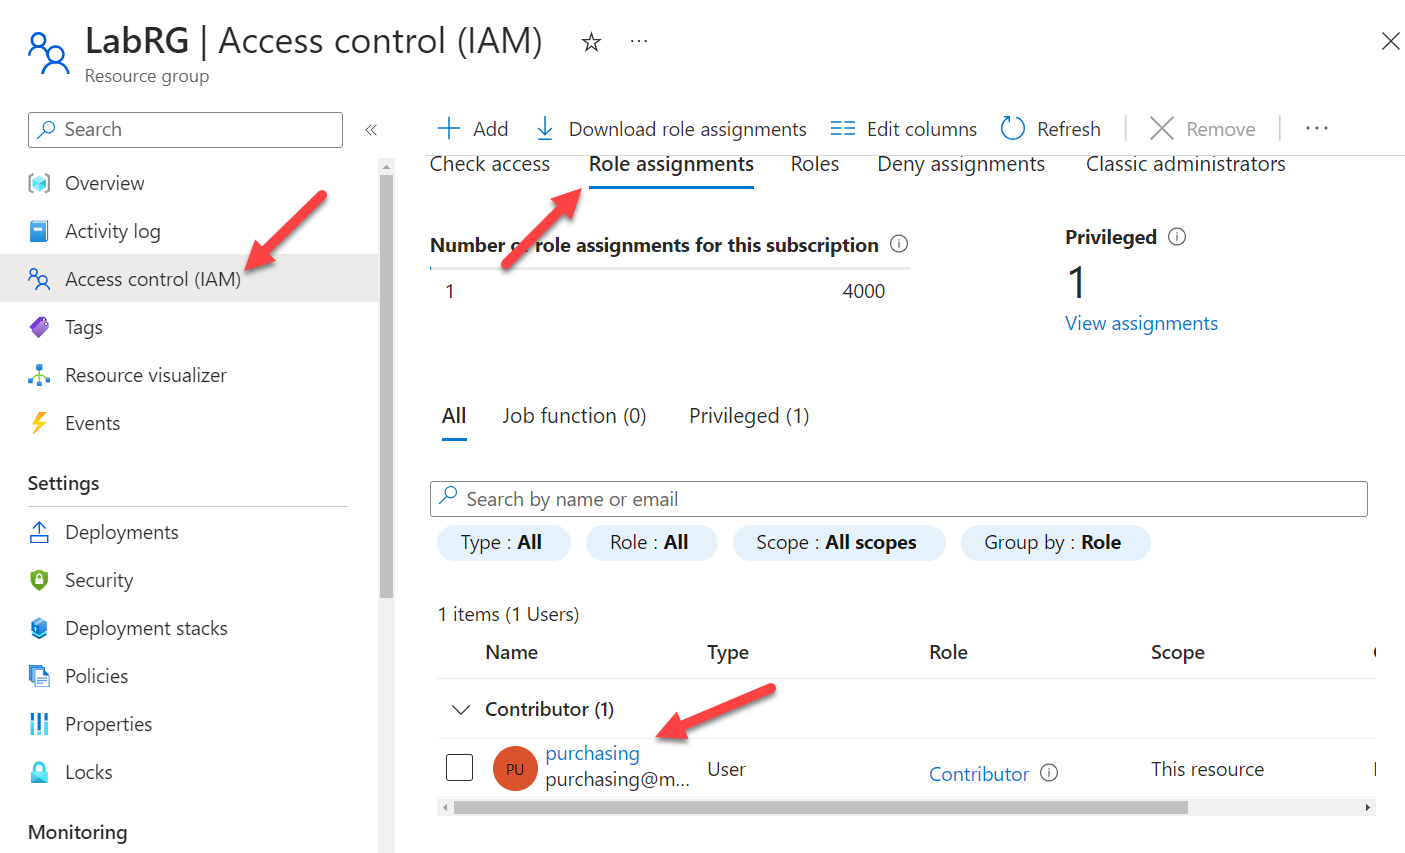 LabRG | Access control (IAM)
Resource group
Search
Add
Download role assignments
Edit columns
Refresh
Remove
Check access
Role assignments
Roles
Deny assignments
Classic administrators
Overview
Activity log
Access control (IAM)
Tags
Resource visualizer
Events
Settings
Deployments
Security
Deployment stacks
Policies
Properties
Locks
Monitoring
Number of role assignments for this subscription
1
4000
Privileged
1
View assignments
All
Job function (0)
Privileged (1)
Search by name or email
Type : All
Role : All
Scope : All scopes
Group by : Role
1 items (1 Users)
Name
Type
Role
Scope
Contributor (1)
PU
purchasing
purchasing@m...
User
Contributor
This resource